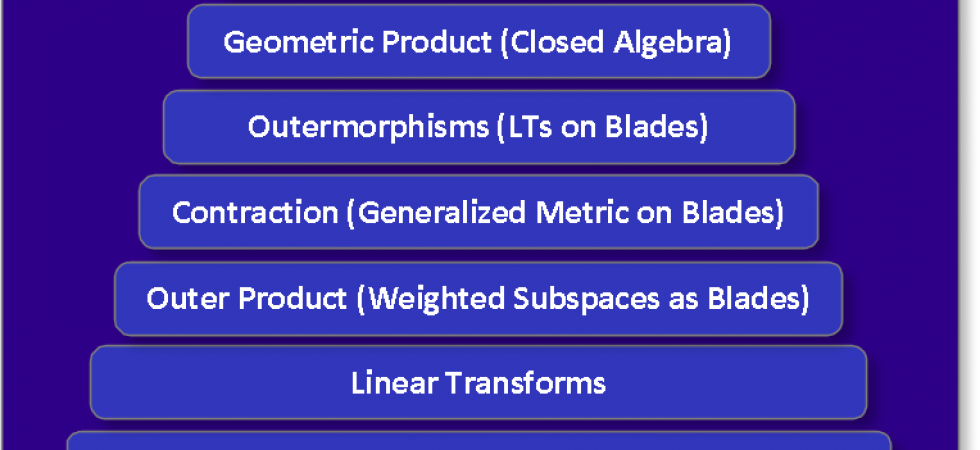 Geometric Product (Closed Algebra)
Outermorphisms (LTs on Blades)
Contraction (Generalized Metric on Blades)
Outer Product (Weighted Subspaces as Blades)
Linear Transforms